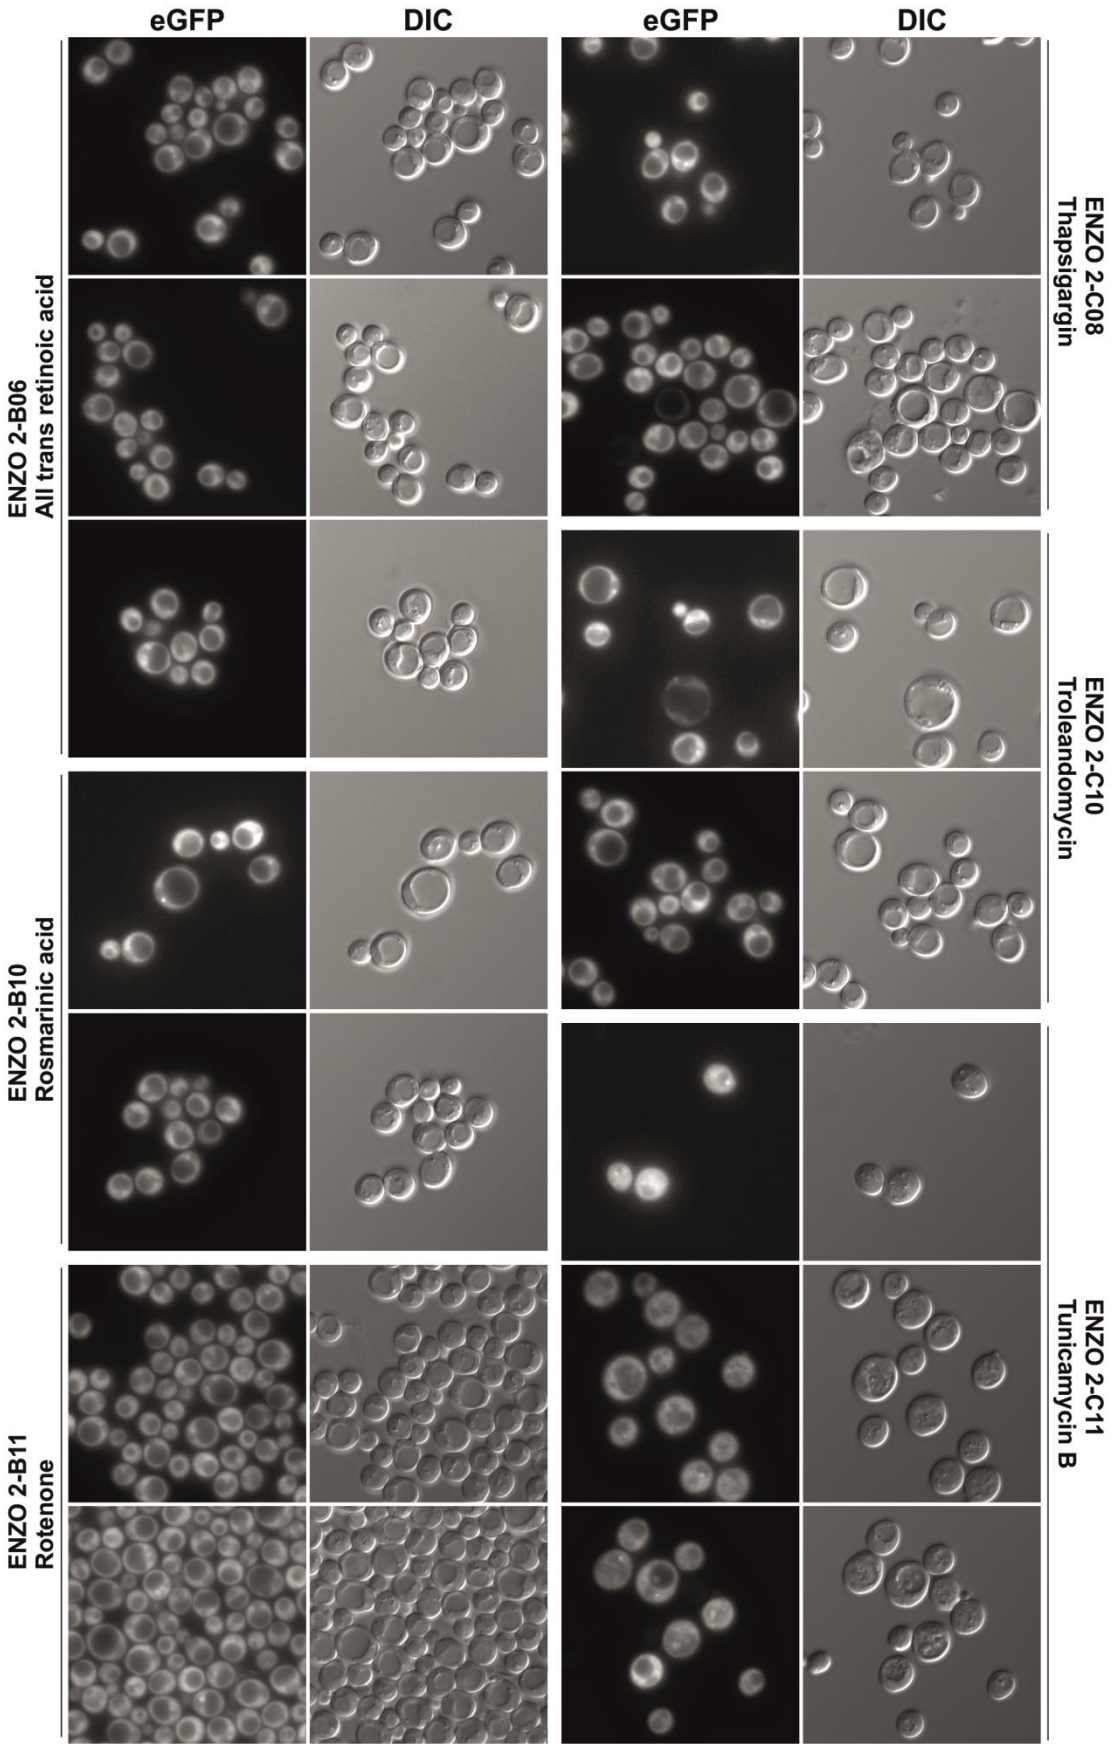 eGFP
DIC
eGFP
DIC
ENZO 2-B06
All trans retinoic acid
ENZO 2-B10
Rosmarinic acid
ENZO 2-B11
Rotenone
ENZO 2-C08
Thapsigargin
ENZO 2-C10
Troleandomycin
ENZO 2-C11
Tunicamycin B